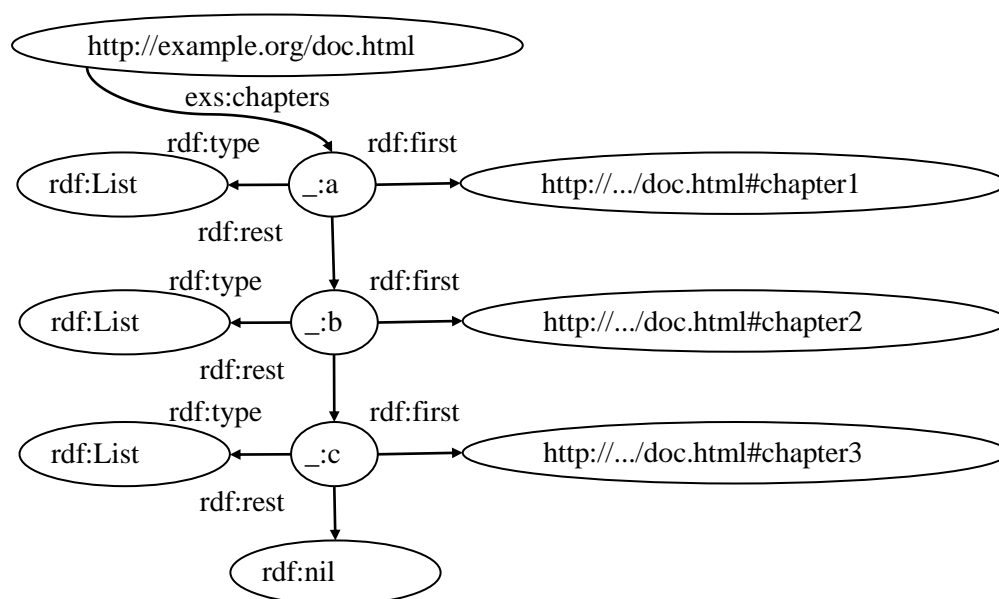 http://example.org/doc.html
exs:chapters
rdf:type
rdf:first
rdf:List
_:a
http://.../doc.html#chapter1
rdf:rest
rdf:type
rdf:first
rdf:List
_:b
http://.../doc.html#chapter2
rdf:rest
rdf:type
rdf:first
rdf:List
_:c
http://.../doc.html#chapter3
rdf:rest
rdf:nil